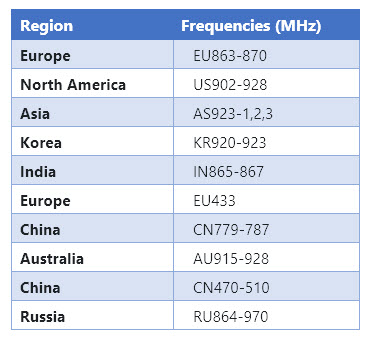 Region Frequencies (MHz)
Europe EU863-870
North America US902-928
Asia AS923-1,2,3
Korea KR920-923
India IN865-867
Europe EU433
China CN779-787
Australia AU915-928
China CN470-510
Russia RU864-970